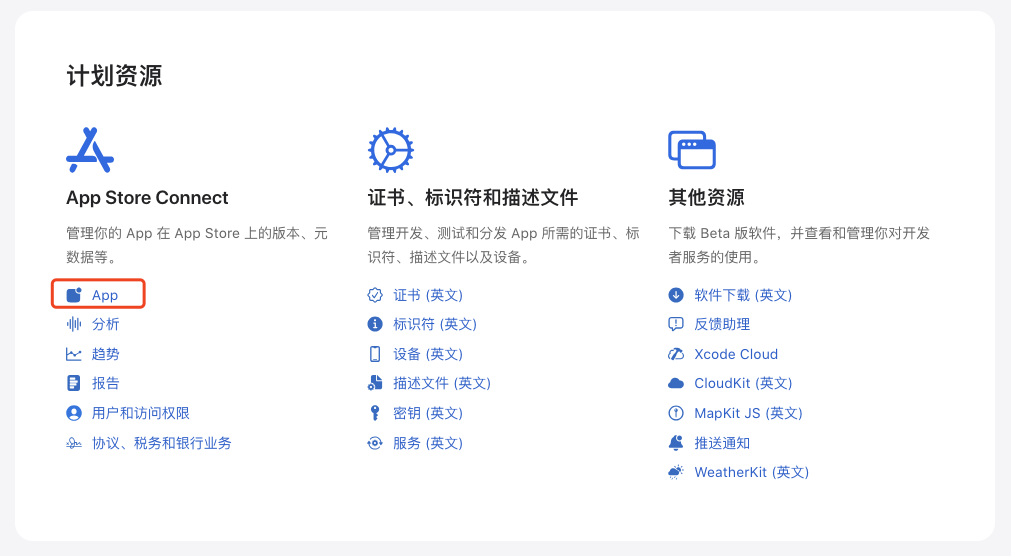 计划资源
App Store Connect
管理你的 App 在 App Store 上的版本、元
数据等。
App
分析
趋势
报告
用户和访问权限
协议、税务和银行业务
证书、标识符和描述文件
管理开发、测试和分发 App 所需的证书、标
识符、描述文件以及设备。
证书 (英文)
标识符 (英文)
设备 (英文)
描述文件 (英文)
密钥 (英文)
服务 (英文)
其他资源
下载 Beta 版软件，并查看和管理你对开发
者服务的使用。
软件下载 (英文)
反馈助理
Xcode Cloud
CloudKit (英文)
MapKit JS (英文)
推送通知
WeatherKit (英文)